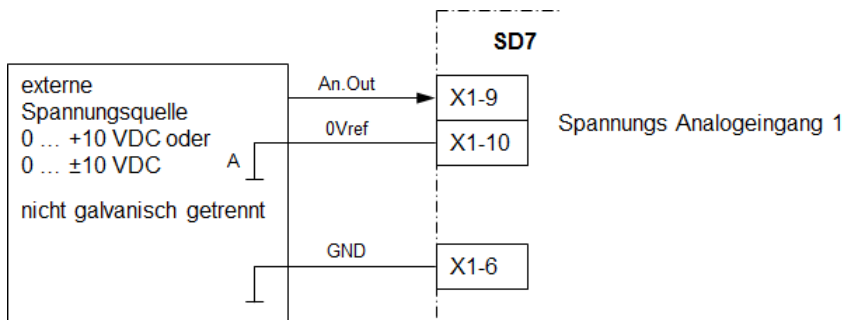 SD7
externe
Spannungsquelle
0 ... +10 VDC oder
0 ... ±10 VDC
nicht galvanisch getrennt
A
An.Out
0Vref
GND
X1-9
X1-10
X1-6
Spannungs Analogeingang 1